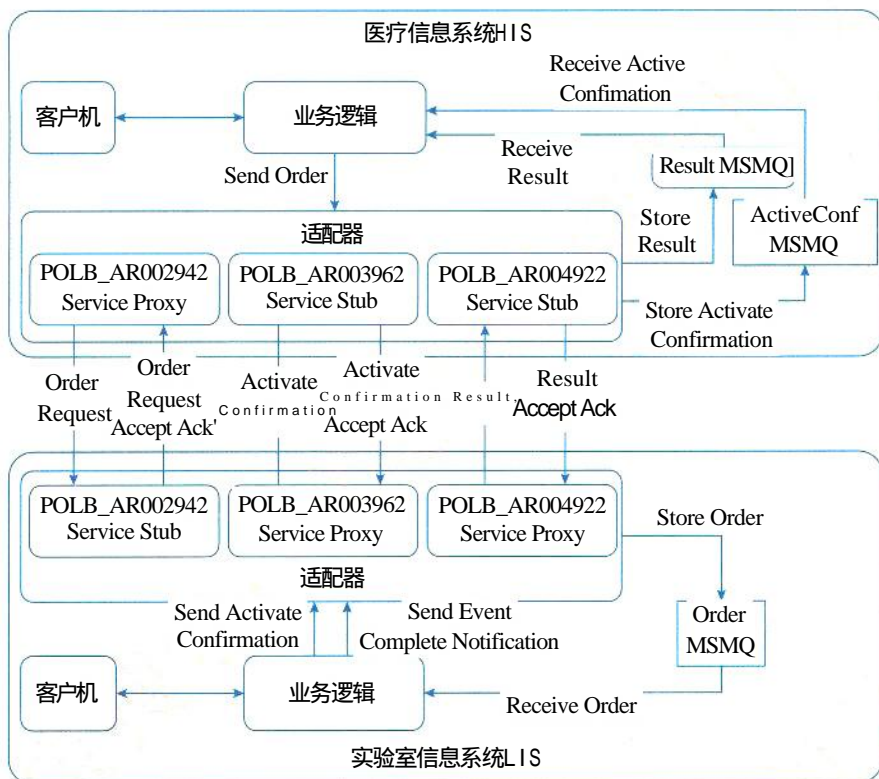 医疗信息系统HIS
Receive Active
Confimation
客户机
业务逻辑
Receive
Result
Result MSMQ]
Send Order
ActiveConf
MSMQ
适配器
Store
Result
POLB_AR002942
Service Proxy
POLB_AR003962
Service Stub
POLB_AR004922
Service Stub
Store Activate
Confirmation
Order
Request
Order
Request
Accept Ack'
Activate
Confirmation
Activate
Confirmation Result,
Accept Ack
Result
Accept Ack
POLB_AR002942
Service Stub
POLB_AR003962
Service Proxy
POLB_AR004922
Service Proxy
Store Order
适配器
Send Activate
Confirmation
Send Event
Complete Notification
Order
MSMQ
客户机
业务逻辑
Receive Order
实验室信息系统LIS